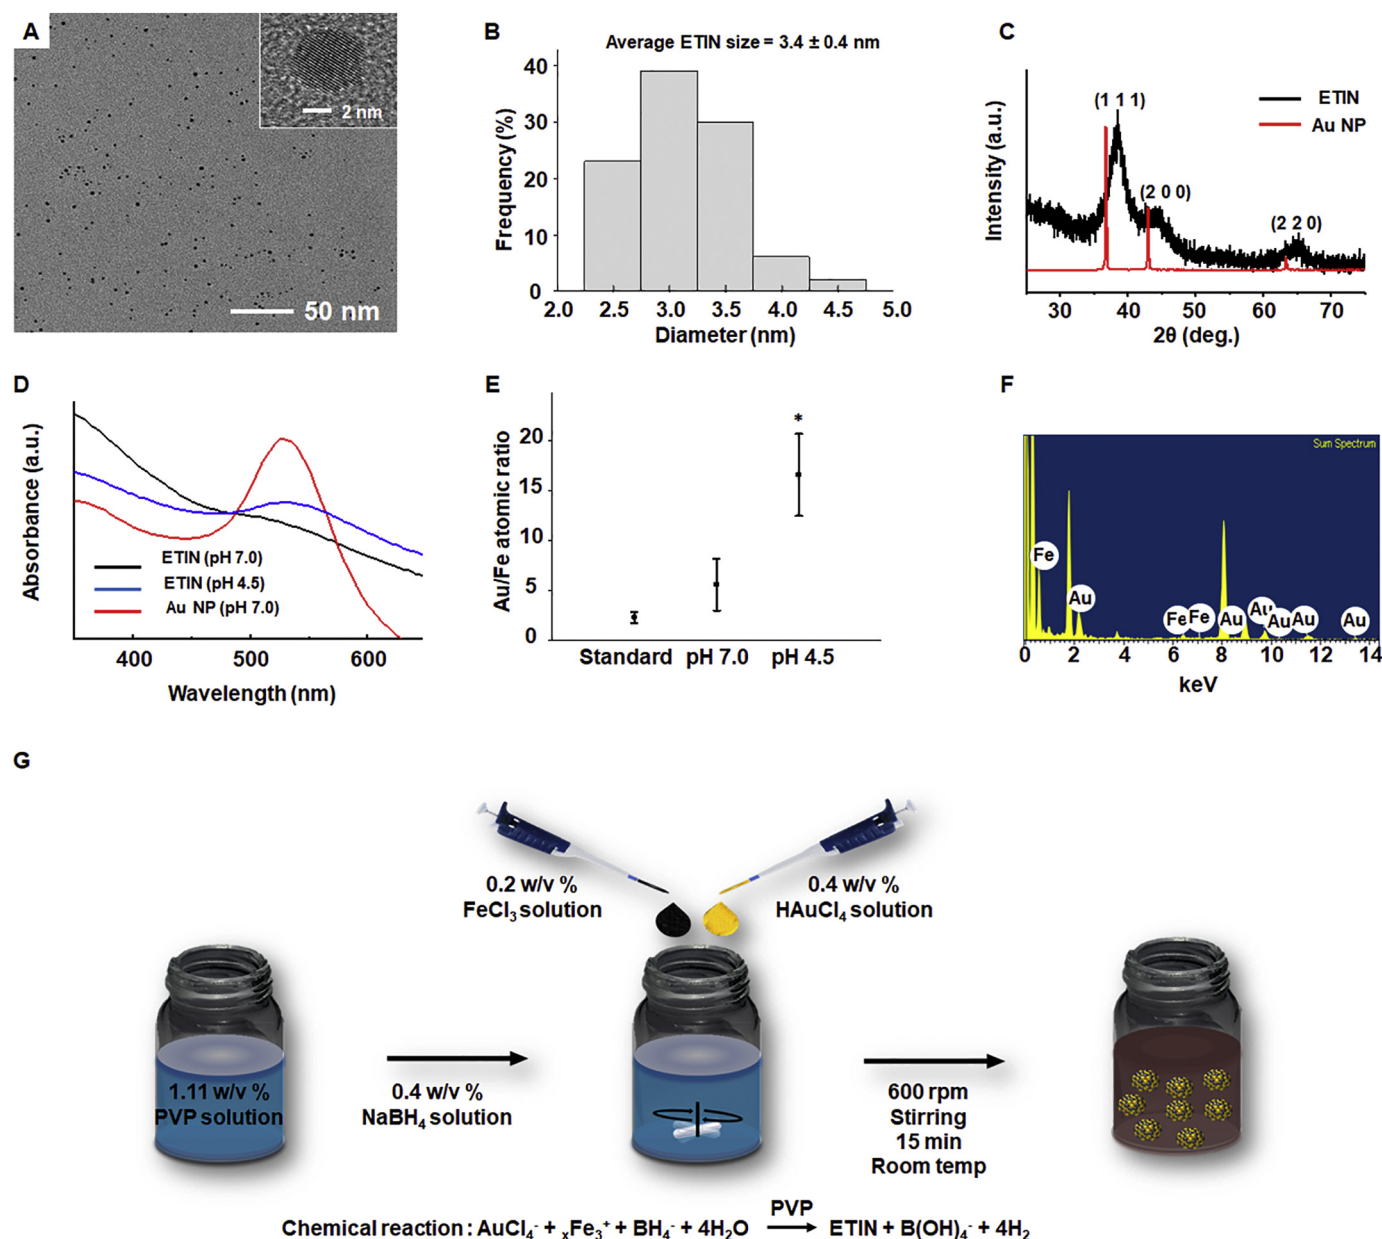 A
2 nm
50 nm
B
Average ETIN size = 3.4 ± 0.4 nm
Frequency (%)
40
30
20
10
0
2.0 2.5 3.0 3.5 4.0 4.5 5.0
Diameter (nm)
C
Intensity (a.u.)
(1 1 1)
(2 0 0)
(2 2 0)
ETIN
Au NP
30 40 50 60 70
2θ (deg.)
D
Absorbance (a.u.)
ETIN (pH 7.0)
ETIN (pH 4.5)
Au NP (pH 7.0)
400 500 600
Wavelength (nm)
E
Au/Fe atomic ratio
20
15
10
5
0
*
Standard pH 7.0 pH 4.5
F
Sum Spectrum
Fe
Au
Fe Fe Au Au Au Au Au
0 2 4 6 8 10 12 14
keV
G
0.2 w/v %
FeCl₃ solution
0.4 w/v %
HAuCl₄ solution
1.11 w/v %
PVP solution
0.4 w/v %
NaBH₄ solution
600 rpm
Stirring
15 min
Room temp
PVP
Chemical reaction : AuCl₄⁻ + ₓFe₃⁺ + BH₄⁻ + 4H₂O → ETIN + B(OH)₄⁻ + 4H₂